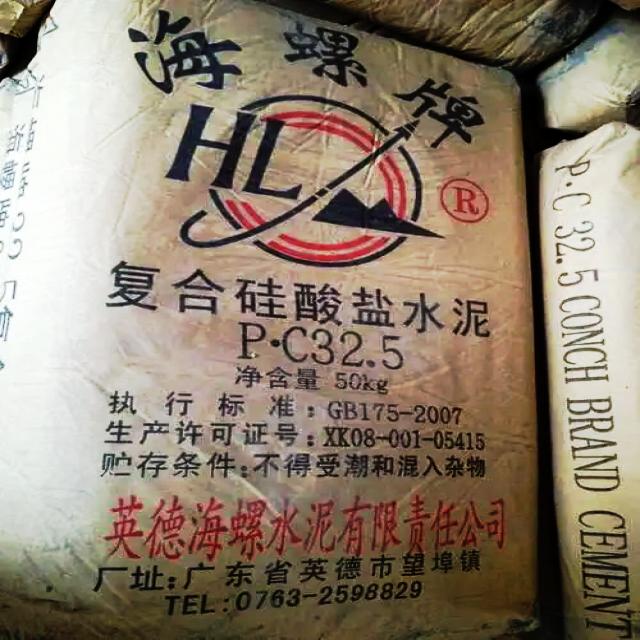 海螺牌
HL
®
复合硅酸盐水泥
P·C32.5
净含量 50kg
执行标准:GB175-2007
生产许可证号:XK08-001-05415
贮存条件:不得受潮和混入杂物
英德海螺水泥有限责任公司
厂址:广东省英德市望埠镇
TEL:0763-2598829
P·C 32.5 CONCH BRAND CEMENT